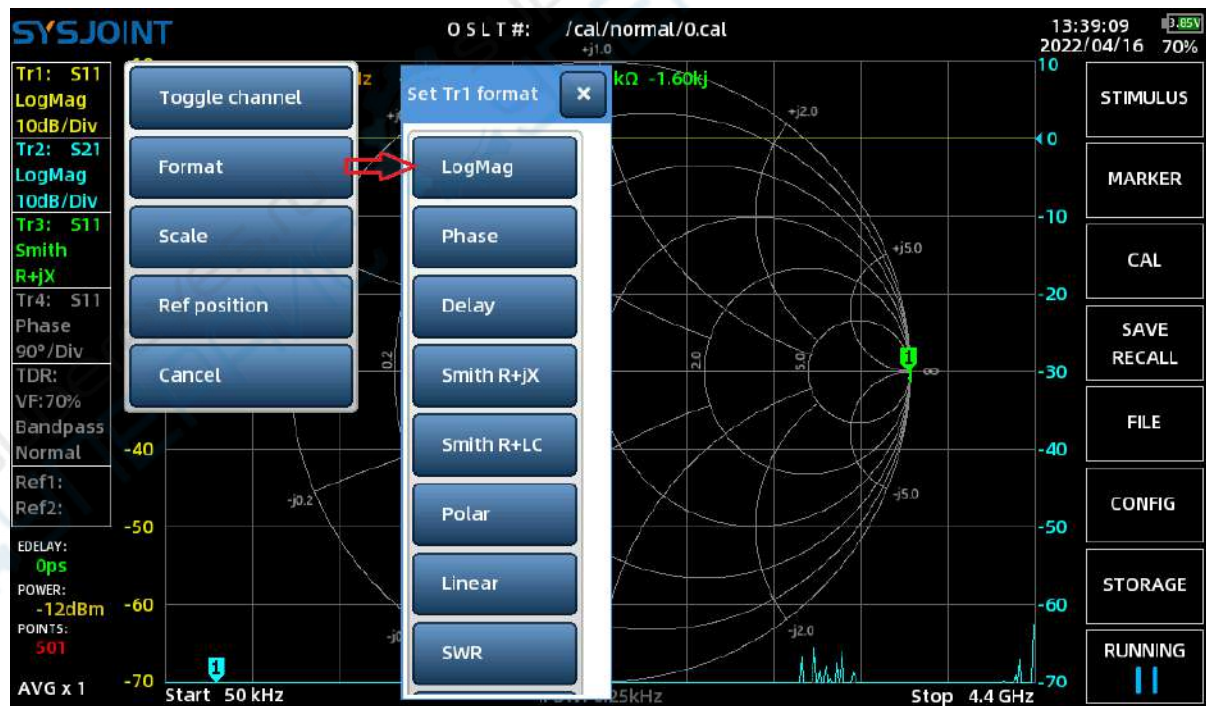 SYSJOINT
O S L T #: /cal/normal/0.cal
13:39:09
3.85V
2022/04/16 70%
Tr1: S11
LogMag
10dB/Div
Tr2: S21
LogMag
10dB/Div
Tr3: S11
Smith
R+jX
Tr4: S11
Phase
90°/Div
TDR:
VF:70%
Bandpass
Normal
Ref1:
Ref2:
EDELAY:
0ps
POWER:
-12dBm
POINTS:
501
AVG x 1
Toggle channel
Format
Scale
Ref position
Cancel
Set Tr1 format
×
LogMag
Phase
Delay
Smith R+jX
Smith R+LC
Polar
Linear
SWR
kΩ -1.60kj
+j1.0
+j2.0
+j5.0
0.2
2.0
5.0
∞
-j0.2
-j5.0
-j2.0
1
1
-40
-50
-60
-70
10
0
-10
-20
-30
-40
-50
-60
-70
Start 50 kHz
Stop 4.4 GHz
STIMULUS
MARKER
CAL
SAVE
RECALL
FILE
CONFIG
STORAGE
RUNNING